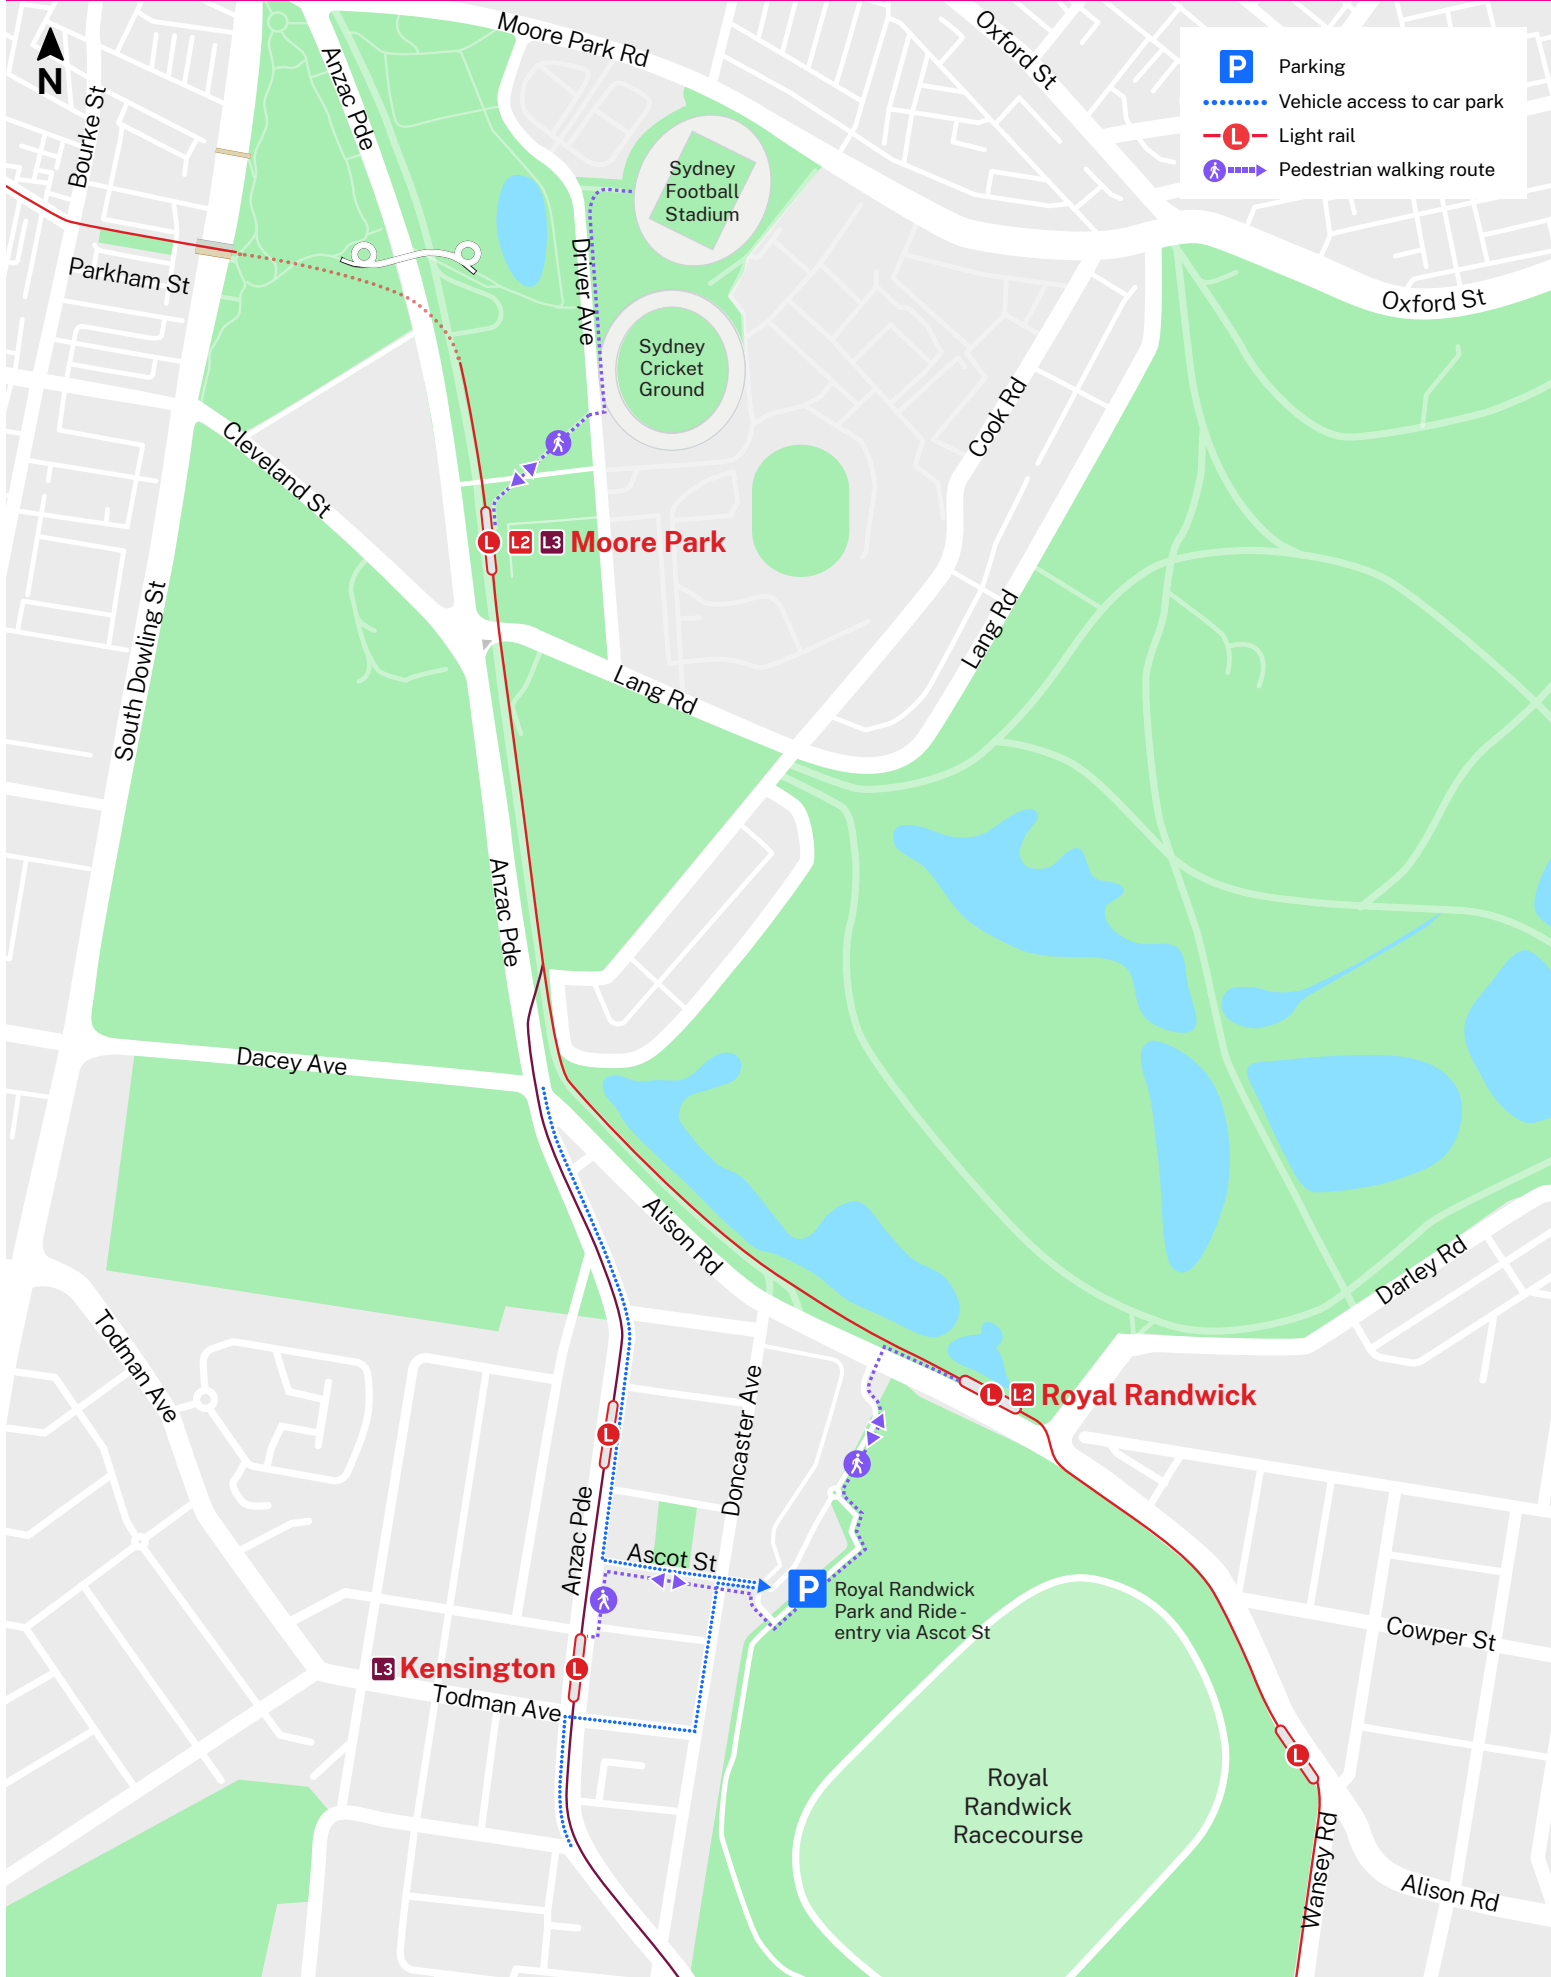 N
Moore Park Rd
Oxford St
P
Parking
Vehicle access to car park
L
Light rail
Pedestrian walking route
Anzac Pde
Bourke St
Sydney
Football
Stadium
Parkham St
Driver Ave
Oxford St
Sydney
Cricket
Ground
Cook Rd
Cleveland St
L L2 L3 Moore Park
Lang Rd
South Dowling St
Lang Rd
Anzac Pde
Dacey Ave
Alison Rd
Darley Rd
Todman Ave
L L2 Royal Randwick
Doncaster Ave
L
Anzac Pde
Ascot St
P
Royal Randwick
Park and Ride -
entry via Ascot St
Cowper St
L3 Kensington L
Todman Ave
L
Royal
Randwick
Racecourse
Wansey Rd
Alison Rd